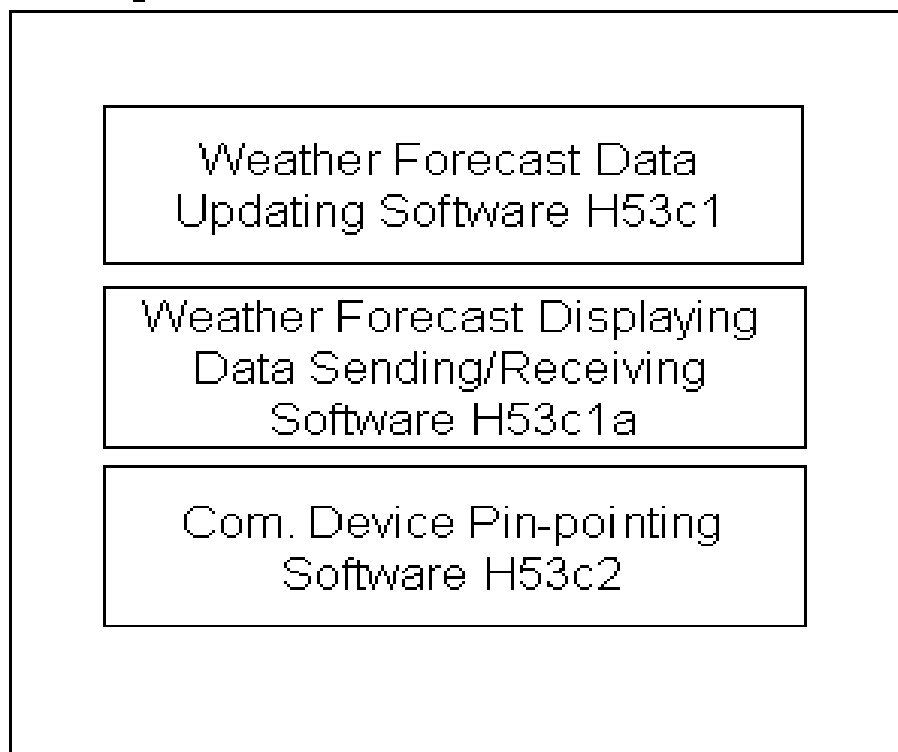 Weather Forecast Data
Updating Software H53c1
Weather Forecast Displaying
Data Sending/Receiving
Software H53c1a
Com. Device Pin-pointing
Software H53c2